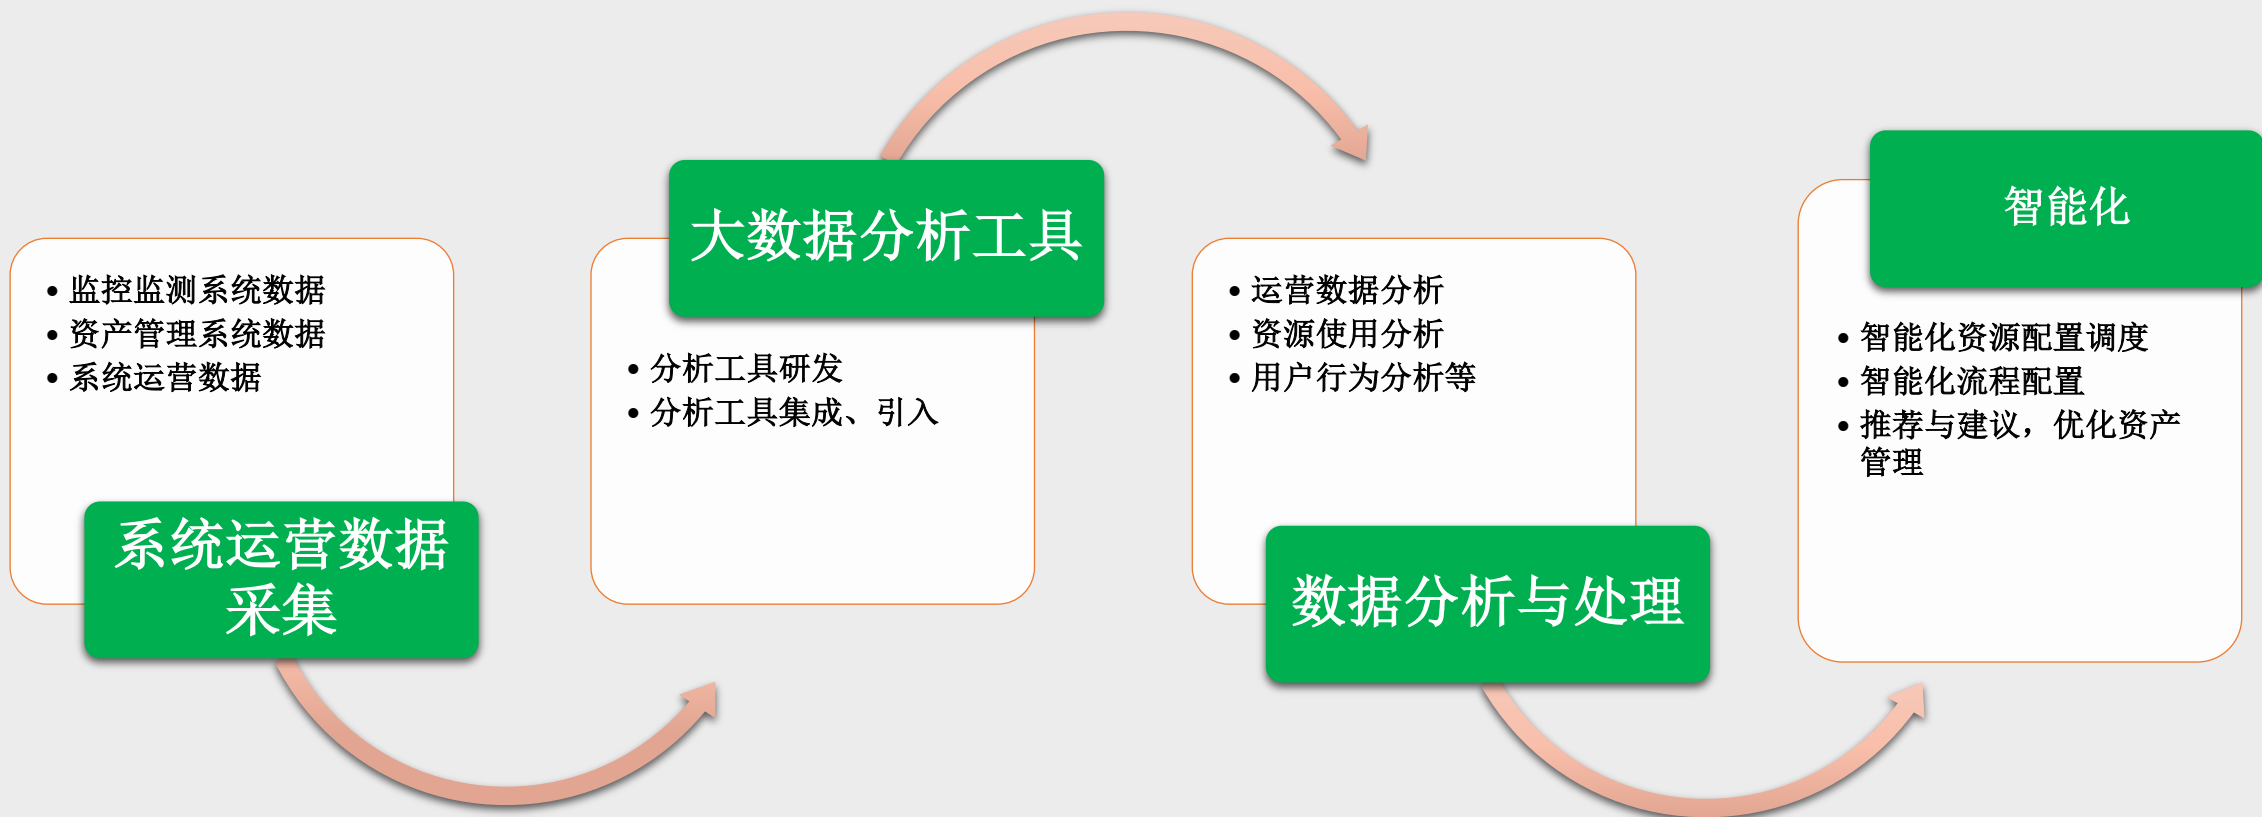 • 监控监测系统数据
• 资产管理系统数据
• 系统运营数据
系统运营数据
采集
大数据分析工具
• 分析工具研发
• 分析工具集成、引入
• 运营数据分析
• 资源使用分析
• 用户行为分析等
数据分析与处理
智能化
• 智能化资源配置调度
• 智能化流程配置
• 推荐与建议，优化资产
管理